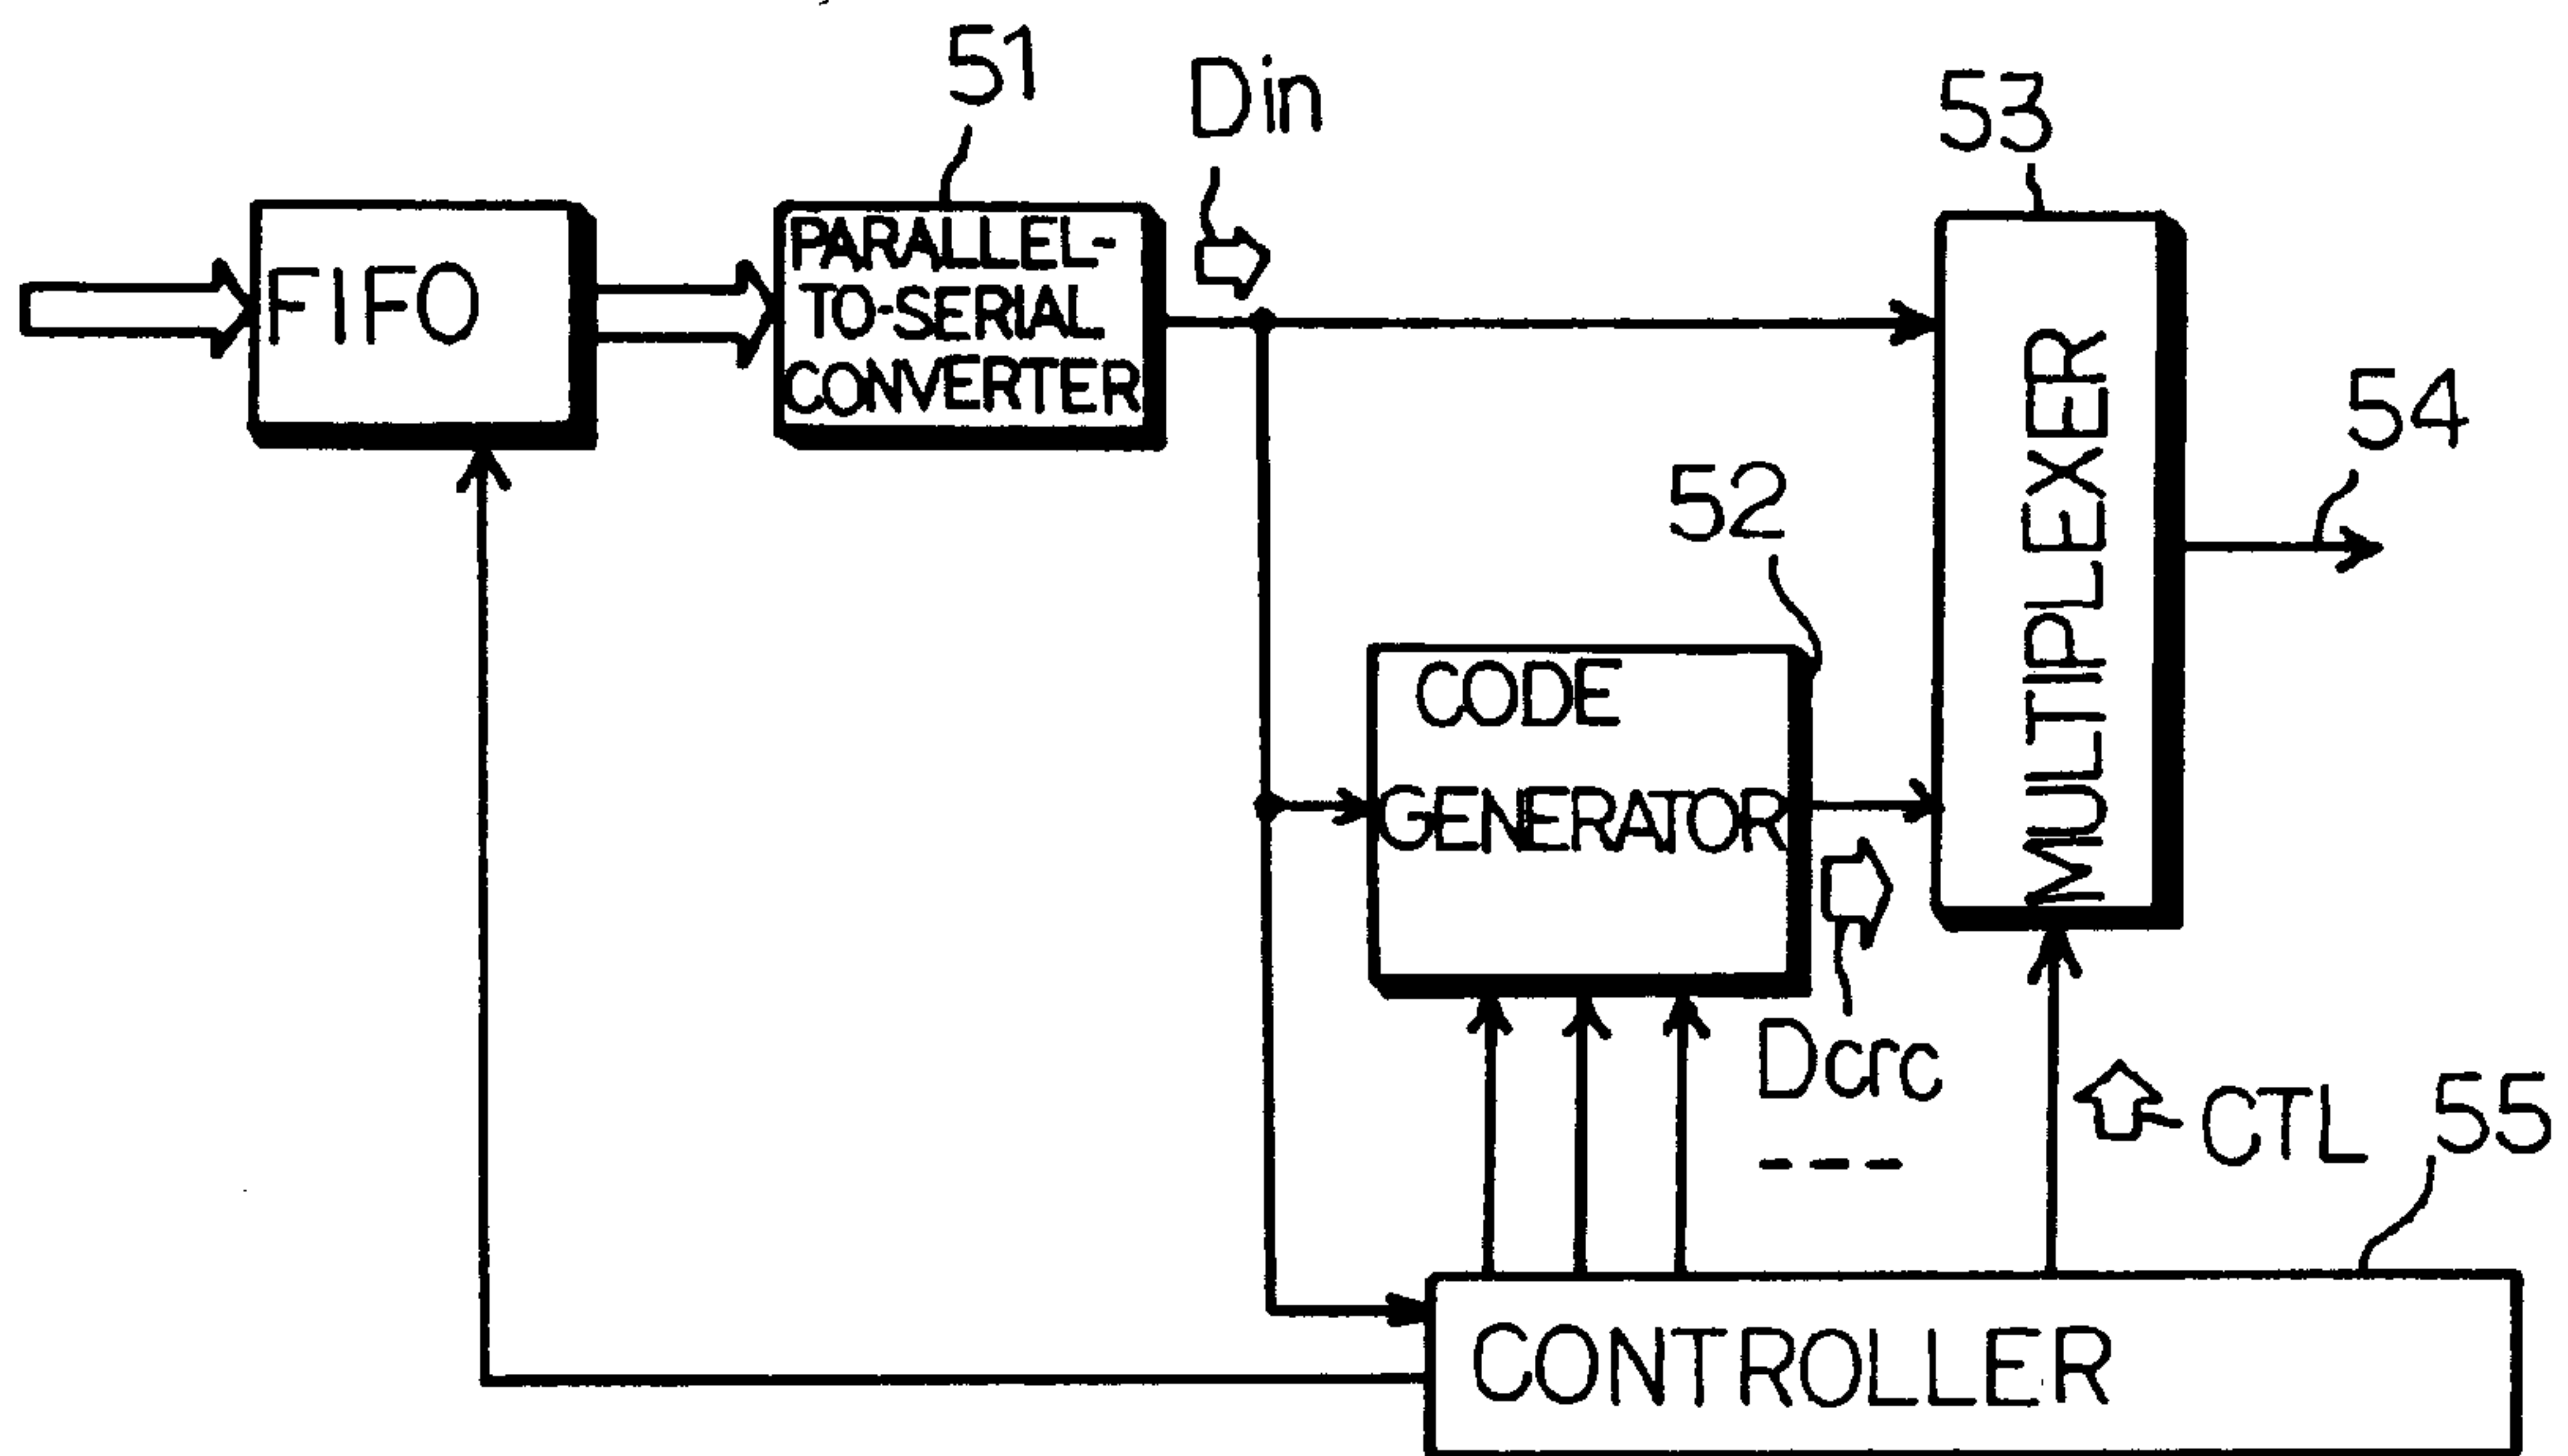 51
Din
53
FIFO
PARALLEL-
TO-SERIAL
CONVERTER
MULTIPLEXER
54
52
CODE
GENERATOR
Dcrc
CTL
55
CONTROLLER